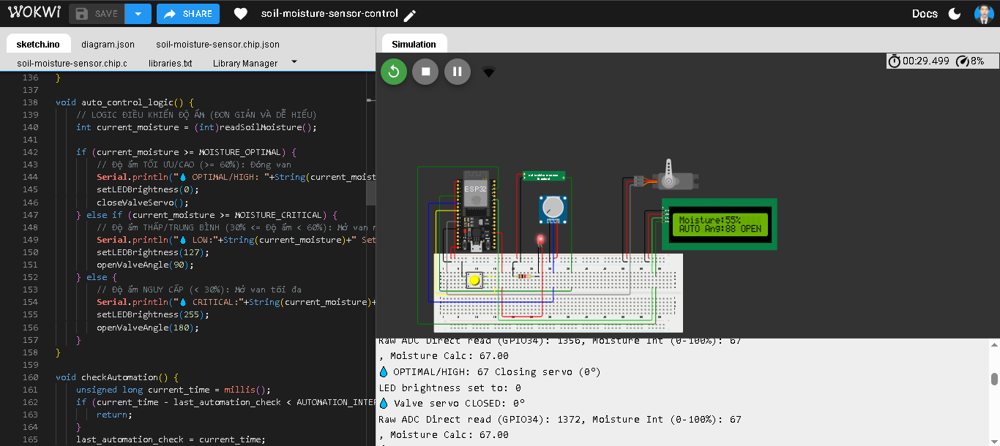 WOKWi SAVE SHARE soil-moisture-sensor-control Docs
sketch.ino diagram.json soil-moisture-sensor.chip.json
soil-moisture-sensor.chip.c libraries.txt Library Manager
136 }
137
138 void auto_control_logic() {
139 // LOGIC ĐIỀU KHIỂN ĐỘ ẨM (ĐƠN GIẢN VÀ DỄ HIỂU)
140 int current_moisture = (int)readSoilMoisture();
141
142 if (current_moisture >= MOISTURE_OPTIMAL) {
143 // Độ ẩm TỐI ƯU/CAO (>= 60%): Đóng van
144 Serial.println("💧 OPTIMAL/HIGH: "+String(current_moist
145 setLEDBrightness(0);
146 closeValveServo();
147 } else if (current_moisture >= MOISTURE_CRITICAL) {
148 // Độ ẩm THẤP/TRUNG BÌNH (30% <= Độ ẩm < 60%): Mở van
149 Serial.println("💧 LOW:"+String(current_moisture)+" Set
150 setLEDBrightness(127);
151 openValveAngle(90);
152 } else {
153 // Độ ẩm NGUY CẤP (< 30%): Mở van tối đa
154 Serial.println("💧 CRITICAL:"+String(current_moisture)+
155 setLEDBrightness(255);
156 openValveAngle(180);
157 }
158 }
159
160 void checkAutomation() {
161 unsigned long current_time = millis();
162 if (current_time - last_automation_check < AUTOMATION_INTER
163 return;
164 }
165 last_automation_check = current_time;
Simulation
00:29.499 8%
ESP32
Moisture:55%
AUTO Ang:88 OPEN
Raw ADC Direct read (GPIO34): 1356, Moisture Int (0-100%): 67
, Moisture Calc: 67.00
💧 OPTIMAL/HIGH: 67 Closing servo (0°)
LED brightness set to: 0
💧 Valve servo CLOSED: 0°
Raw ADC Direct read (GPIO34): 1372, Moisture Int (0-100%): 67
, Moisture Calc: 67.00